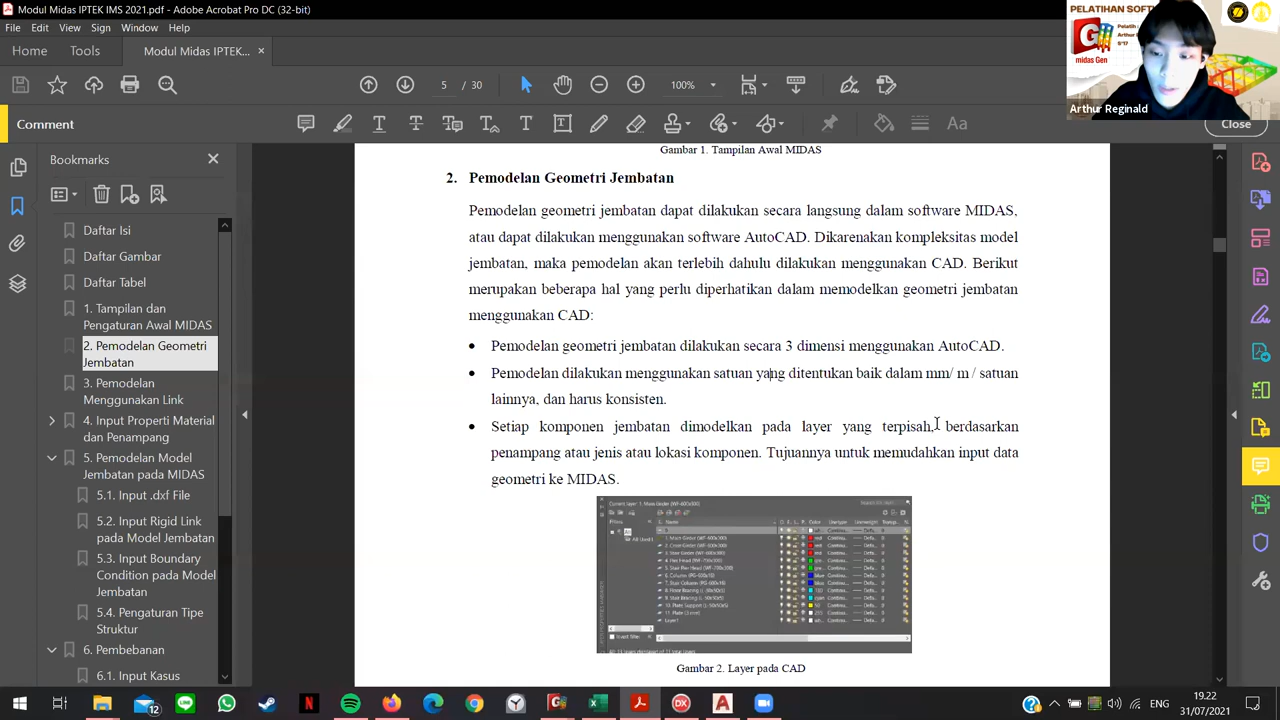 Modul Midas IPTEK IMS 2021.pdf - Adobe Acrobat Pro DC (32-bit)
File Edit View Sign Window Help
Home Tools Modul Midas IPTEK...
/ 30 100%
Comment
Close
PELATIHAN SOFT
Pelatih :
Arthur
S'17
midas Gen
Arthur Reginald
Bookmarks
Daftar Isi
Daftar Gambar
Daftar Tabel
1. Tampilan dan
Pengaturan Awal MIDAS
2. Pemodelan Geometri
Jembatan
3. Pemodelan
Menggunakan Link
4. Input Properti Material
dan Penampang
5. Pemodelan Model
Jembatan pada MIDAS
5.1. Input .dxf File
5.2. Input Rigid Link
pada Model Jembatan
5.3. Input Boundary
Condition pada Model
Jembatan
5.4. Pengaturan Tipe
Struktur
6. Pembebanan
6.1. Input Kasus
Gambar 1. Tampilan Awal MIDAS
2. Pemodelan Geometri Jembatan
Pemodelan geometri jembatan dapat dilakukan secara langsung dalam software MIDAS,
atau dapat dilakukan menggunakan software AutoCAD. Dikarenakan kompleksitas model
jembatan, maka pemodelan akan terlebih dahulu dilakukan menggunakan CAD. Berikut
merupakan beberapa hal yang perlu diperhatikan dalam memodelkan geometri jembatan
menggunakan CAD:
• Pemodelan geometri jembatan dilakukan secara 3 dimensi menggunakan AutoCAD.
• Pemodelan dilakukan menggunakan satuan yang ditentukan baik dalam mm/ m / satuan
lainnya, dan harus konsisten.
• Setiap komponen jembatan dimodelkan pada layer yang terpisah, berdasarkan
penampang atau jenis atau lokasi komponen. Tujuannya untuk memudahkan input data
geometri ke MIDAS.
Gambar 2. Layer pada CAD
ENG
19.22
31/07/2021